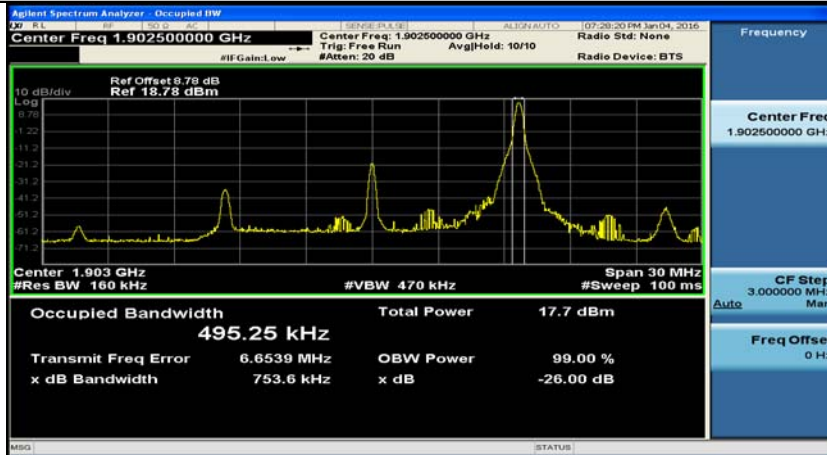 Agilent Spectrum Analyzer - Occupied BW
LXI RL RF 50 Ω AC SENSE:PULSE ALIGN AUTO 07:28:20 PM Jan 04, 2016
Center Freq 1.902500000 GHz Center Freq: 1.902500000 GHz Radio Std: None
Trig: Free Run Avg|Hold: 10/10
#IFGain:Low #Atten: 20 dB Radio Device: BTS
Ref Offset 8.78 dB
10 dB/div Ref 18.78 dBm
Log
8.78
-1.22
-11.2
-21.2
-31.2
-41.2
-51.2
-61.2
-71.2
Center 1.903 GHz Span 30 MHz
#Res BW 160 kHz #VBW 470 kHz #Sweep 100 ms
Occupied Bandwidth Total Power 17.7 dBm
495.25 kHz
Transmit Freq Error 6.6539 MHz OBW Power 99.00 %
x dB Bandwidth 753.6 kHz x dB -26.00 dB
MSG STATUS
Frequency
Center Freq
1.902500000 GHz
CF Step
3.000000 MHz
Auto Man
Freq Offset
0 Hz